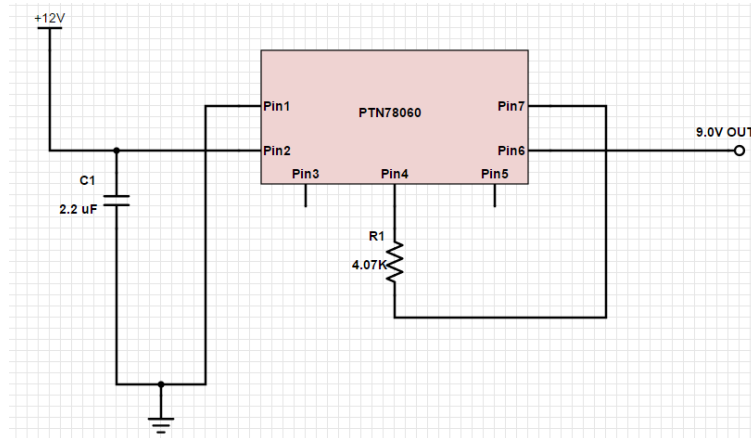 +12V
Pin1
PTN78060
Pin7
9.0V OUT
Pin2
Pin6
C1
Pin3
Pin4
Pin5
2.2 uF
R1
4.07K